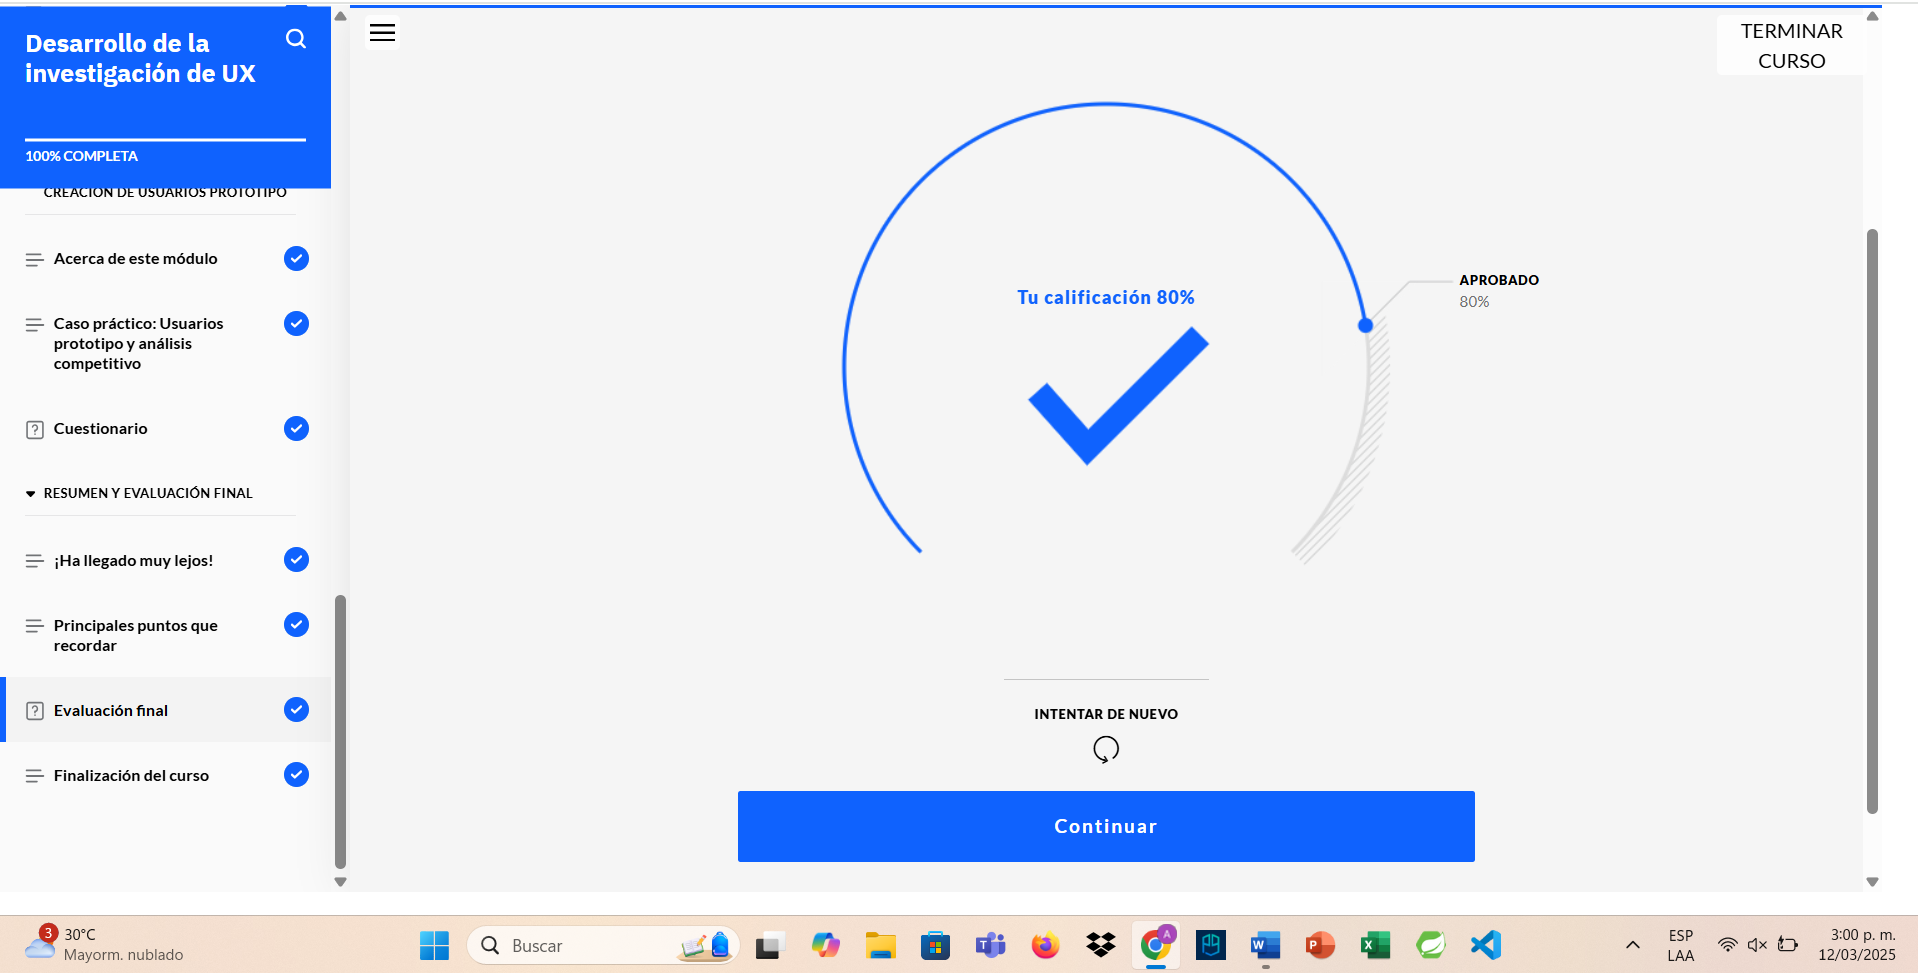 Desarrollo de la
investigación de UX
100% COMPLETA
CREACIÓN DE USUARIOS PROTOTIPO
Acerca de este módulo
Caso práctico: Usuarios
prototipo y análisis
competitivo
Cuestionario
RESUMEN Y EVALUACIÓN FINAL
¡Ha llegado muy lejos!
Principales puntos que
recordar
Evaluación final
Finalización del curso
TERMINAR
CURSO
Tu calificación 80%
APROBADO
80%
INTENTAR DE NUEVO
Continuar
3
30°C
Mayorm. nublado
Buscar
A
ESP
LAA
3:00 p. m.
12/03/2025